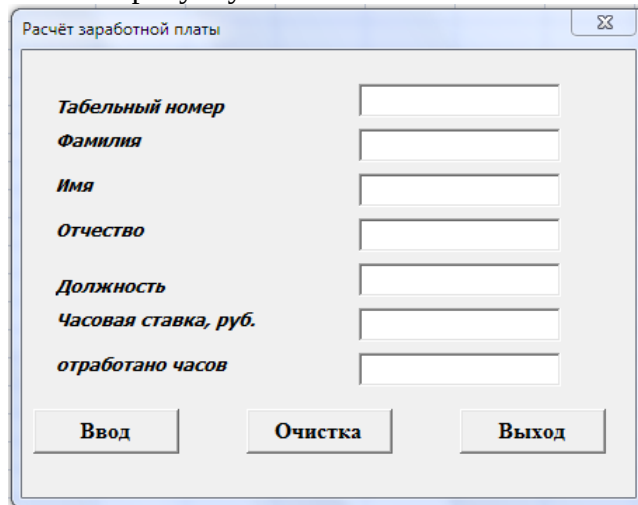 Расчёт заработной платы
Табельный номер
Фамилия
Имя
Отчество
Должность
Часовая ставка, руб.
отработано часов
Ввод Очистка Выход